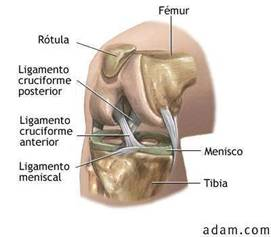 Fémur
Rótula
Ligamento
cruciforme
posterior
Ligamento
cruciforme
anterior
Ligamento
meniscal
Menisco
Tibia
adam.com